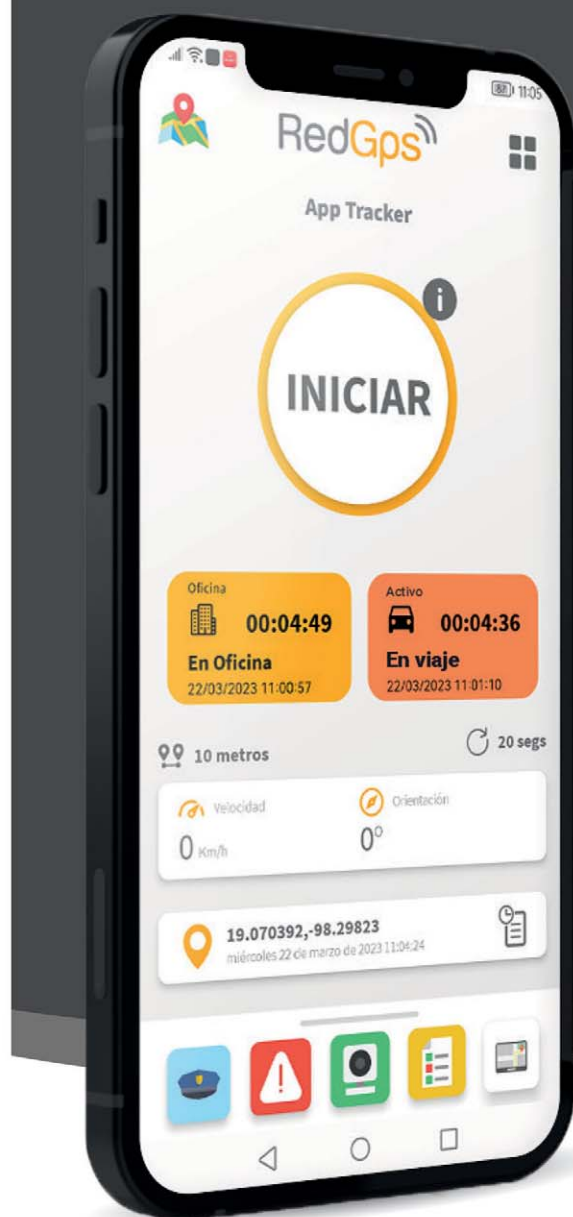 11:05
RedGps
App Tracker
i
INICIAR
Oficina
00:04:49
En Oficina
22/03/2023 11:00:57
Activo
00:04:36
En viaje
22/03/2023 11:01:10
10 metros
20 segs
Velocidad
0 Km/h
Orientación
0°
19.070392,-98.29823
miércoles 22 de marzo de 2023 11:04:24